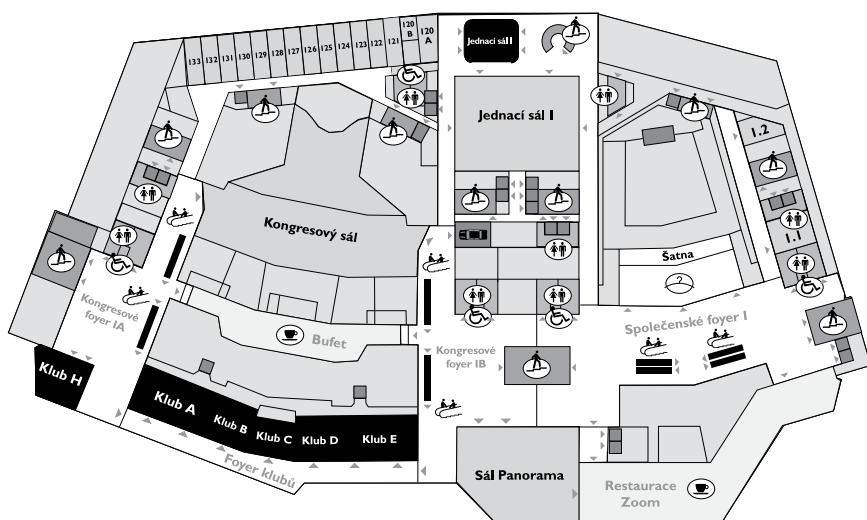 133
132
131
130
129
128
127
126
125
124
123
122
121
120
B
120
A
Jednací sál I
Jednací sál I
1.2
1.1
Kongresový sál
Šatna
Kongresové
foyer IA
Bufet
Kongresové
foyer IB
Společenské foyer I
Klub H
Klub A
Klub B
Klub C
Klub D
Klub E
Foyer klubů
Sál Panorama
Restaurace
Zoom